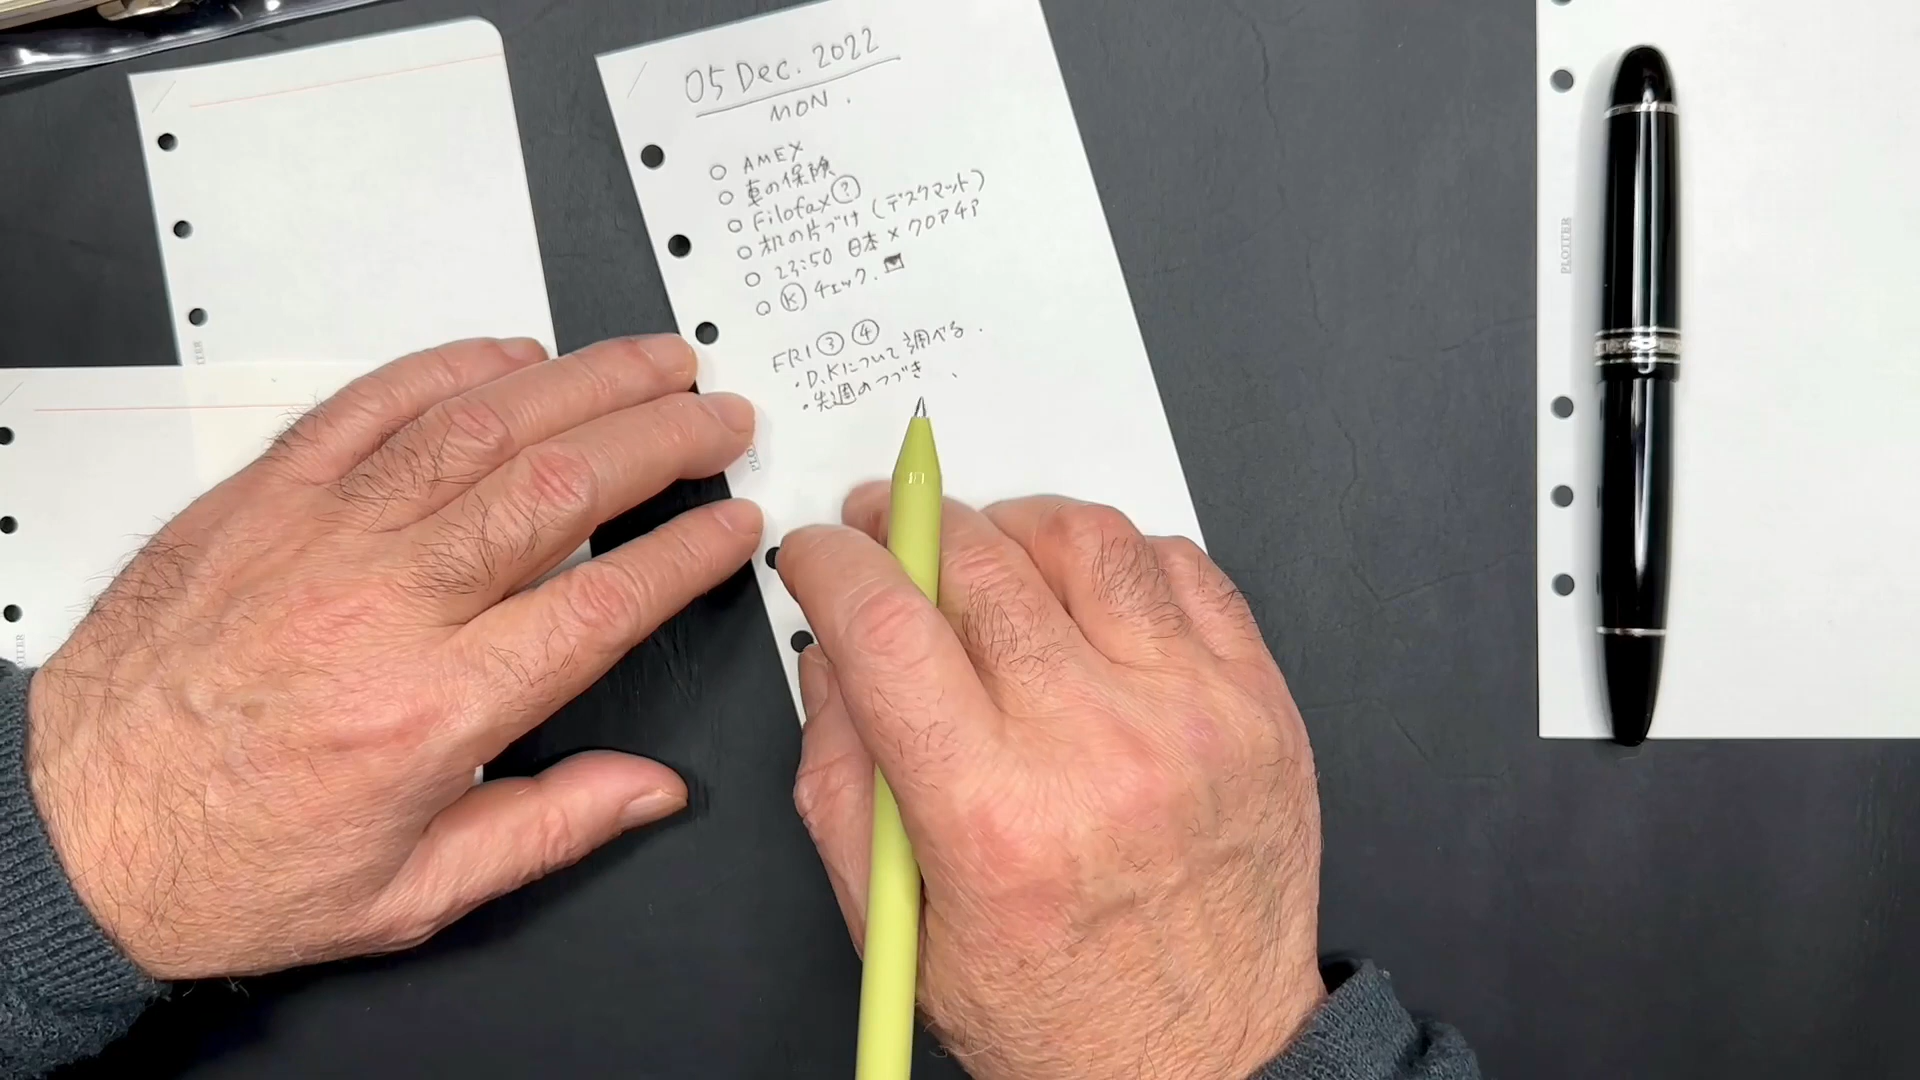 05 Dec. 2022
MON.
○ AMEX
○ 車の保険
○ Filofax ?
○ 机の片づけ (デスクマット)
○ 23:50 日本 × クロアチア
○ Ⓚ チェック.
FRI ③ ④
・D.Kについて調べる.
・先週のつづき
PLOTTER